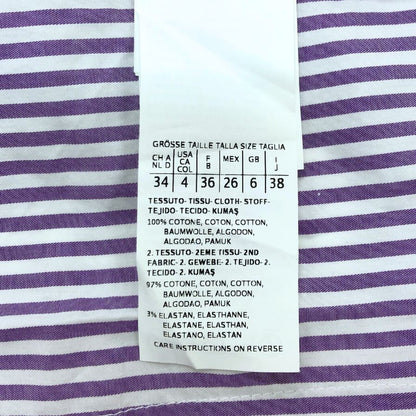 GRÖSSE TAILLE TALLA SIZE TAGLIA
CH A NL D USA CA COL F B MEX GB I J
34 4 36 26 6 38
TESSUTO- TISSU- CLOTH- STOFF-
TEJIDO- TECIDO- KUMAŞ
100% COTONE, COTON, COTTON,
BAUMWOLLE, ALGODON,
ALGODAO, PAMUK
2. TESSUTO- 2EME TISSU- 2ND
FABRIC- 2. GEWEBE- 2. TEJIDO- 2.
TECIDO- 2. KUMAŞ
97% COTONE, COTON, COTTON,
BAUMWOLLE, ALGODON,
ALGODAO, PAMUK
3% ELASTAN, ELASTHANNE,
ELASTANE, ELASTHAN,
ELASTANO, ELASTAN
CARE INSTRUCTIONS ON REVERSE